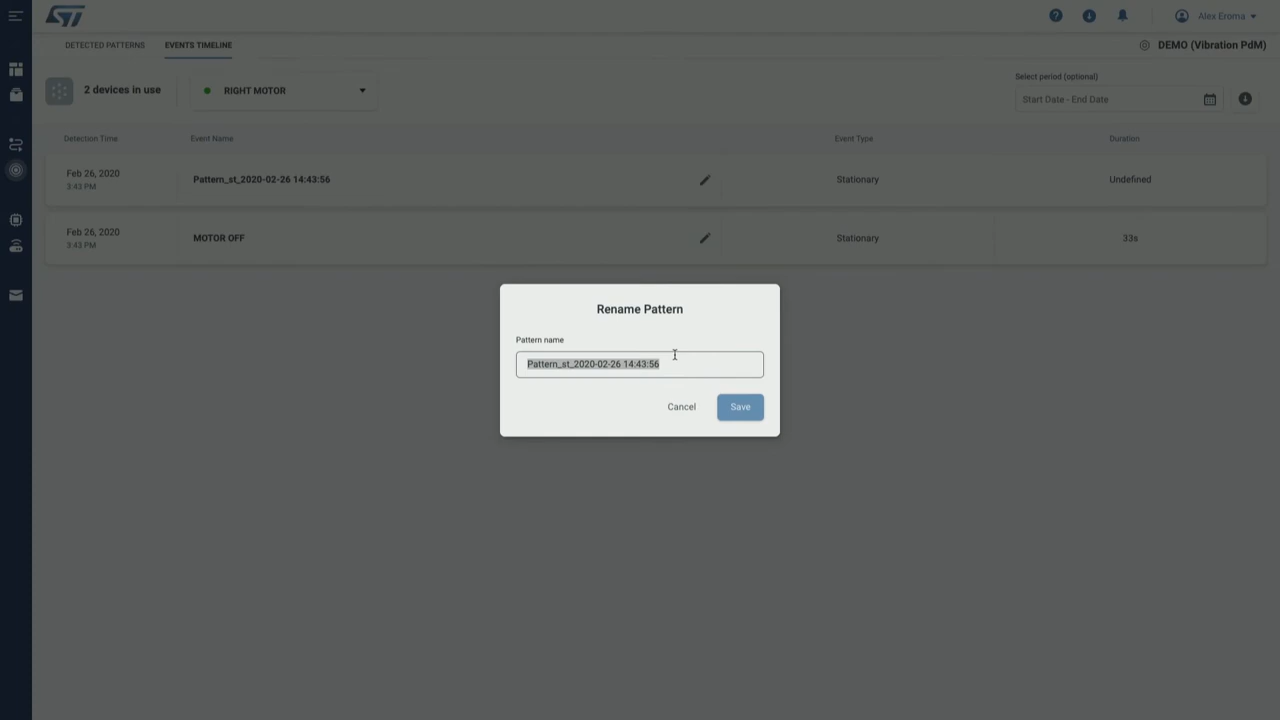 ST
Alex Eroma
DETECTED PATTERNS EVENTS TIMELINE
DEMO (Vibration PdM)
2 devices in use
RIGHT MOTOR
Select period (optional)
Start Date - End Date
Detection Time Event Name Event Type Duration
Feb 26, 2020
3:43 PM
Pattern_st_2020-02-26 14:43:56
Stationary
Undefined
Feb 26, 2020
3:43 PM
MOTOR OFF
Stationary
33s
Rename Pattern
Pattern name
Pattern_st_2020-02-26 14:43:56
Cancel Save